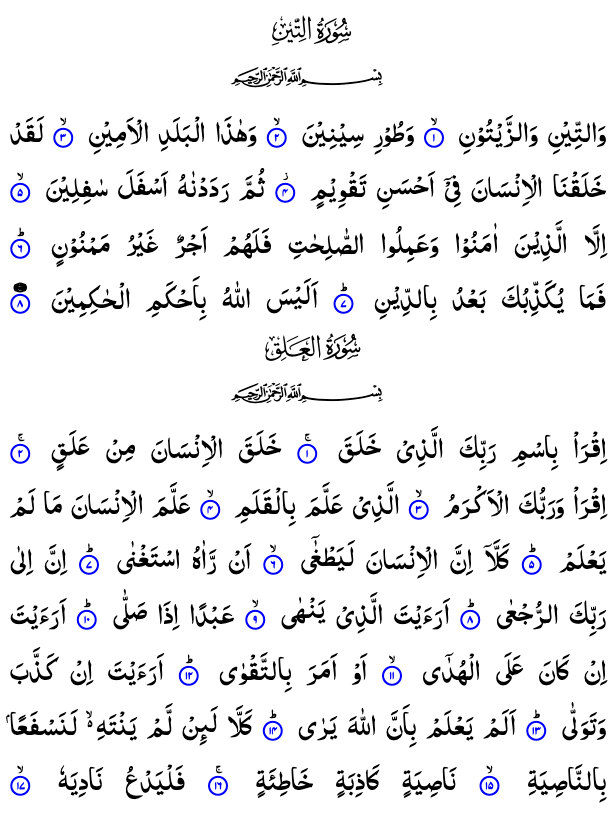 سُوْرَةُ التِّيْنِ
بِسْمِ اللّٰهِ الرَّحْمٰنِ الرَّحِيْمِ
وَالتِّيْنِ وَالزَّيْتُوْنِ ۙ‏﴿۱﴾ وَطُوْرِ سِيْنِيْنَ ۙ‏﴿۲﴾ وَهٰذَا الْبَلَدِ الْاَمِيْنِ ۙ‏﴿۳﴾ لَقَدْ
خَلَقْنَا الْاِنْسَانَ فِىْۤ اَحْسَنِ تَقْوِيْمٍ ۚ‏﴿۴﴾ ثُمَّ رَدَدْنٰهُ اَسْفَلَ سٰفِلِيْنَ ۙ‏﴿۵﴾
اِلَّا الَّذِيْنَ اٰمَنُوْا وَعَمِلُوا الصّٰلِحٰتِ فَلَهُمْ اَجْرٌ غَيْرُ مَمْنُوْنٍ ؕ‏﴿۶﴾
فَمَا يُكَذِّبُكَ بَعْدُ بِالدِّيْنِ ؕ‏﴿۷﴾ اَلَيْسَ اللّٰهُ بِاَحْكَمِ الْحٰكِمِيْنَ ‏﴿۸﴾
سُوْرَةُ الْعَلَقِ
بِسْمِ اللّٰهِ الرَّحْمٰنِ الرَّحِيْمِ
اِقْرَاْ بِاسْمِ رَبِّكَ الَّذِىْ خَلَقَ ۚ‏﴿۱﴾ خَلَقَ الْاِنْسَانَ مِنْ عَلَقٍ ۚ‏﴿۲﴾
اِقْرَاْ وَرَبُّكَ الْاَكْرَمُ ۙ‏﴿۳﴾ الَّذِىْ عَلَّمَ بِالْقَلَمِ ۙ‏﴿۴﴾ عَلَّمَ الْاِنْسَانَ مَا لَمْ
يَعْلَمْ ؕ‏﴿۵﴾ كَلَّاۤ اِنَّ الْاِنْسَانَ لَيَطْغٰٓى ۙ‏﴿۶﴾ اَنْ رَّاٰهُ اسْتَغْنٰى ؕ‏﴿۷﴾ اِنَّ اِلٰى
رَبِّكَ الرُّجْعٰى ؕ‏﴿۸﴾ اَرَءَيْتَ الَّذِىْ يَنْهٰى ۙ‏﴿۹﴾ عَبْدًا اِذَا صَلّٰى ؕ‏﴿۱۰﴾ اَرَءَيْتَ
اِنْ كَانَ عَلَى الْهُدٰٓى ۙ‏﴿۱۱﴾ اَوْ اَمَرَ بِالتَّقْوٰى ؕ‏﴿۱۲﴾ اَرَءَيْتَ اِنْ كَذَّبَ
وَتَوَلّٰى ؕ‏﴿۱۳﴾ اَلَمْ يَعْلَمْ بِاَنَّ اللّٰهَ يَرٰى ؕ‏﴿۱۴﴾ كَلَّا لَٮِٕنْ لَّمْ يَنْتَهِ ۙ لَنَسْفَعًۢا
بِالنَّاصِيَةِ ۙ‏﴿۱۵﴾ نَاصِيَةٍ كَاذِبَةٍ خَاطِئَةٍ‌ ۚ‏﴿۱۶﴾ فَلْيَدْعُ نَادِيَهٗ ۙ‏﴿۱۷﴾